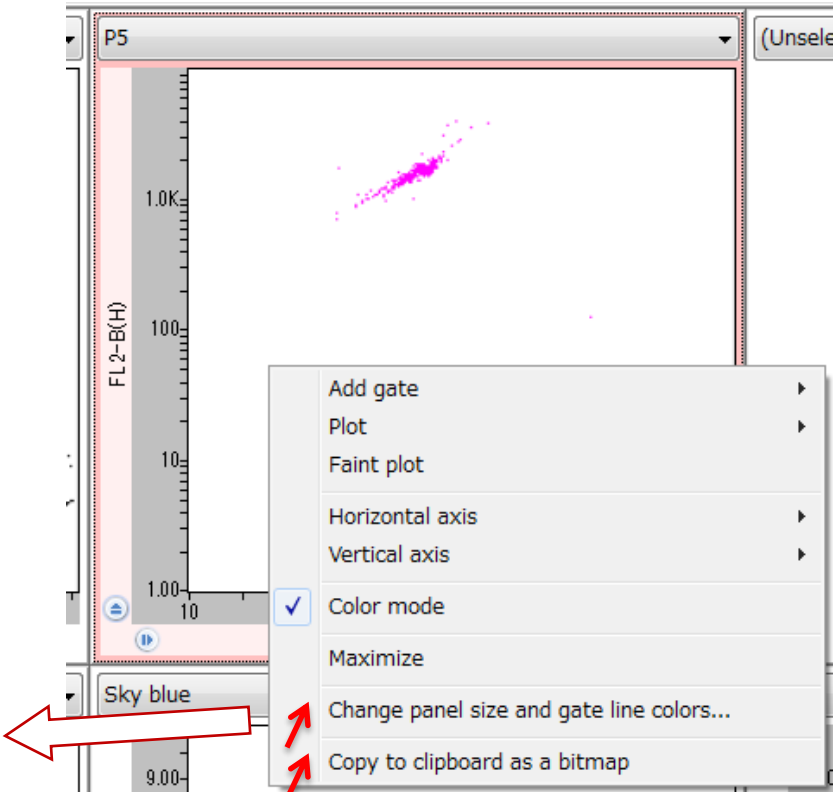 P5
(Unsele
1.0K
FL2-B(H)
100
10
1.00
10
Add gate
Plot
Faint plot
Horizontal axis
Vertical axis
Color mode
Maximize
Sky blue
Change panel size and gate line colors...
Copy to clipboard as a bitmap
9.00